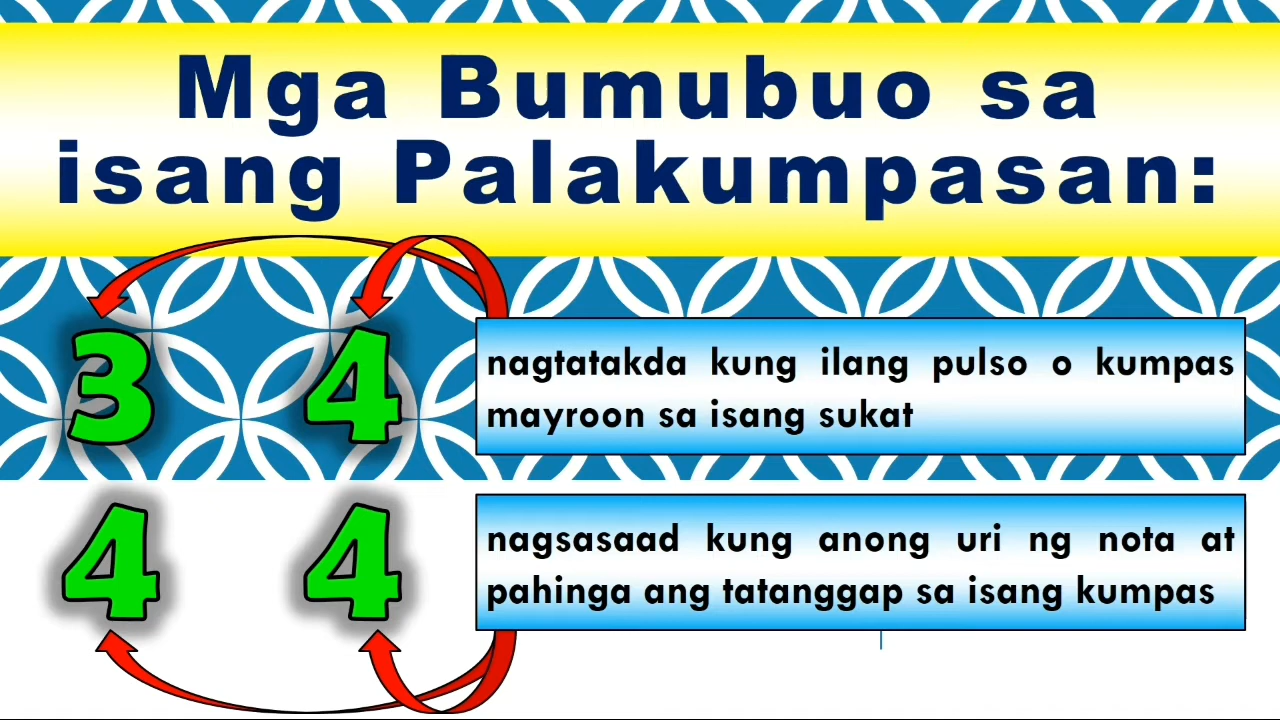 Mga Bumubuo sa
isang Palakumpasan:
3 4
nagtatakda kung ilang pulso o kumpas
mayroon sa isang sukat
4 4
nagsasaad kung anong uri ng nota at
pahinga ang tatanggap sa isang kumpas